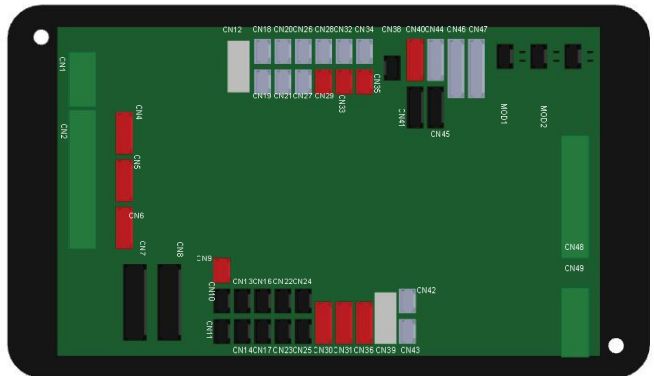 CN12 CN18 CN20 CN26 CN28 CN32 CN34 CN38 CN40 CN44 CN46 CN47
CN1
CN19 CN21 CN27 CN29 CN33 CN35
CN41 CN45 MOD1 MOD2
CN2
CN4
CN5
CN6
CN7 CN8
CN48
CN9
CN49
CN10 CN13 CN16 CN22 CN24
CN42
CN11 CN14 CN17 CN23 CN25 CN30 CN31 CN36 CN39 CN43